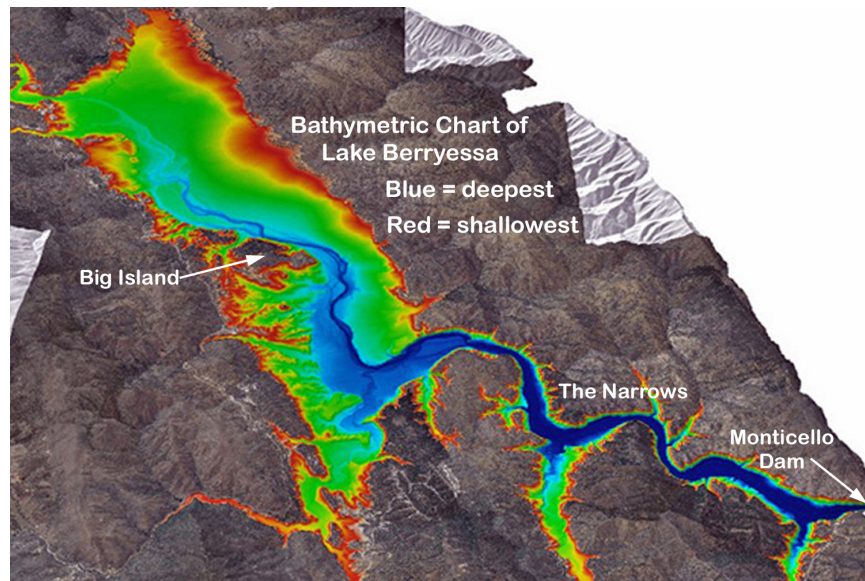 Bathymetric Chart of
Lake Berryessa
Blue = deepest
Red = shallowest
Big Island
The Narrows
Monticello
Dam